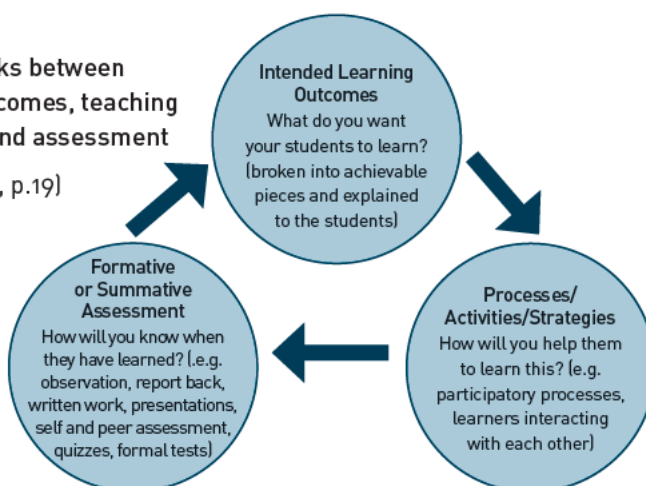 ks between
comes, teaching
nd assessment
, p.19)
Intended Learning
Outcomes
What do you want
your students to learn?
(broken into achievable
pieces and explained
to the students)
Processes/
Activities/Strategies
How will you help them
to learn this? (e.g.
participatory processes,
learners interacting
with each other)
Formative
or Summative
Assessment
How will you know when
they have learned? (.e.g.
observation, report back,
written work, presentations,
self and peer assessment,
quizzes, formal tests)